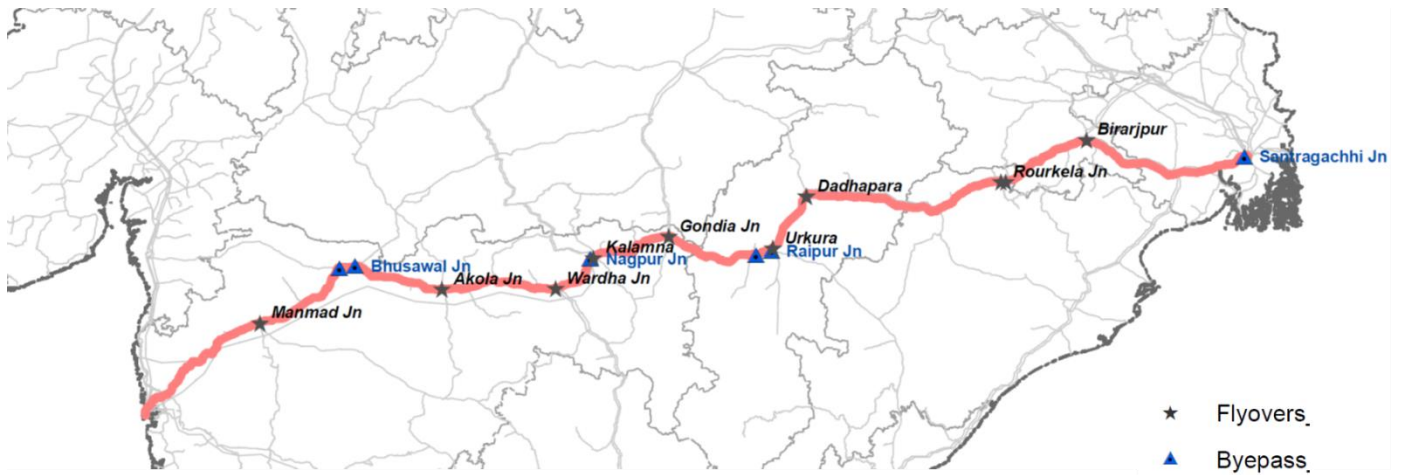 Birarjpur
Santragachhi Jn
Rourkela Jn
Dadhapara
Gondia Jn
Urkura
Kalamna
Raipur Jn
Nagpur Jn
Bhusawal Jn
Akola Jn
Wardha Jn
Manmad Jn
Flyovers
Byepass